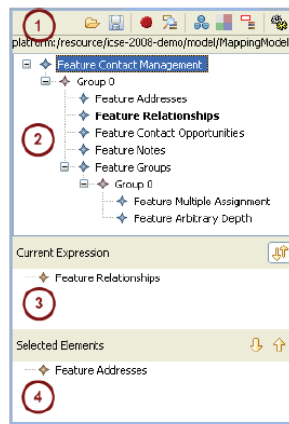 1
platform:/resource/icse-2008-demo/model/MappingModel
Feature Contact Management
Group 0
Feature Addresses
2
Feature Relationships
Feature Contact Opportunities
Feature Notes
Feature Groups
Group 0
Feature Multiple Assignment
Feature Arbitrary Depth
Current Expression
Feature Relationships
3
Selected Elements
Feature Addresses
4